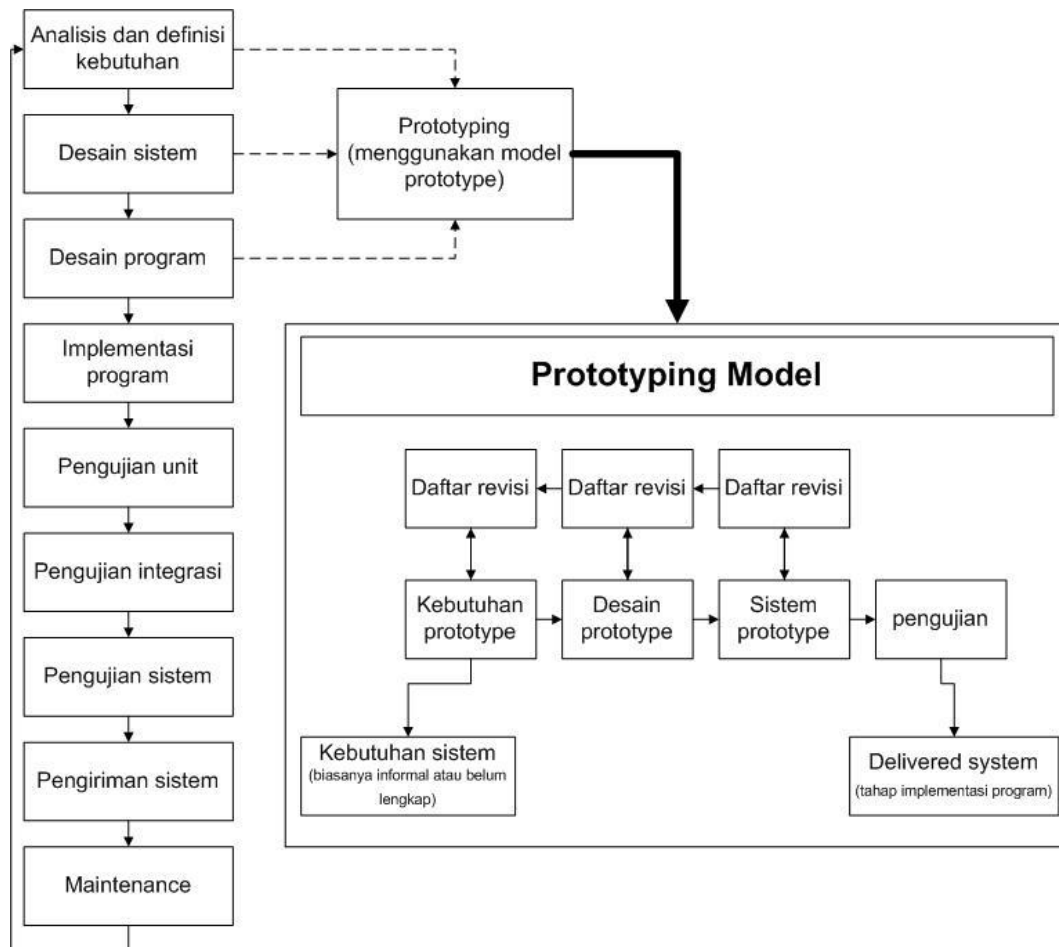 Analisis dan definisi
kebutuhan
Desain sistem
Desain program
Implementasi
program
Pengujian unit
Pengujian integrasi
Pengujian sistem
Pengiriman sistem
Maintenance
Prototyping
(menggunakan model
prototype)
Prototyping Model
Daftar revisi
Daftar revisi
Daftar revisi
Kebutuhan
prototype
Desain
prototype
Sistem
prototype
pengujian
Kebutuhan sistem
(biasanya informal atau belum
lengkap)
Delivered system
(tahap implementasi program)